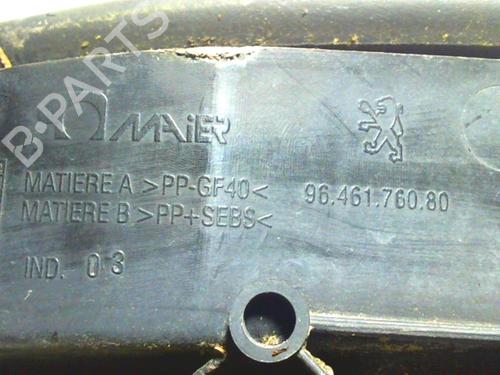 B-PARTS
MAIER
MATIERE A >PP-GF40<
96.461.760.80
MATIERE B >PP+SEBS<
IND. 03